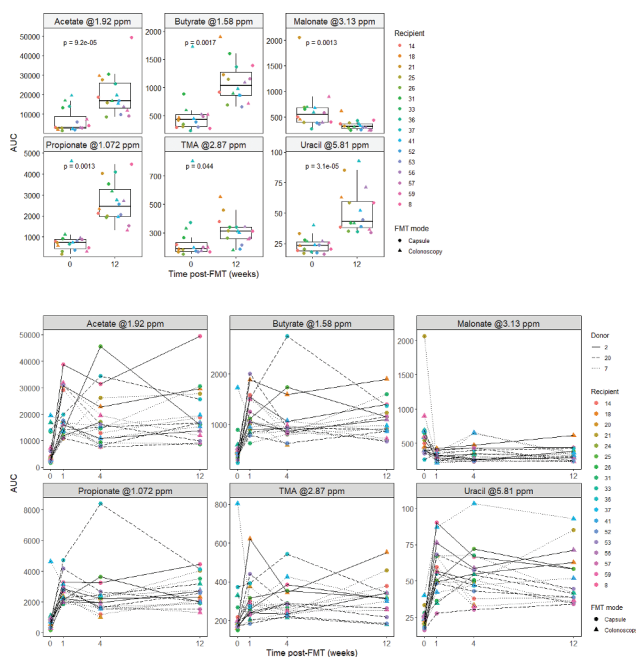 Acetate @1.92 ppm
Butyrate @1.58 ppm
Malonate @3.13 ppm
p = 9.2e-05
p = 0.0017
p = 0.0013
50000
40000
30000
20000
10000
2000
1500
1000
500
2000
1500
1000
500
Propionate @1.072 ppm
TMA @2.87 ppm
Uracil @5.81 ppm
p = 0.0013
p = 0.044
p = 3.1e-05
5000
4000
3000
2000
1000
700
500
300
100
75
50
25
AUC
0 12
0 12
0 12
Time post-FMT (weeks)
Recipient
14
18
21
25
26
31
33
36
37
41
52
53
56
57
59
8
FMT mode
Capsule
Colonoscopy
Acetate @1.92 ppm
Butyrate @1.58 ppm
Malonate @3.13 ppm
50000
40000
30000
20000
10000
0
2000
1000
2000
1500
1000
500
0 1 4 12
0 1 4 12
0 1 4 12
Propionate @1.072 ppm
TMA @2.87 ppm
Uracil @5.81 ppm
8000
6000
4000
2000
0
800
600
400
200
100
75
50
25
AUC
0 1 4 12
0 1 4 12
0 1 4 12
Time post-FMT (weeks)
Donor
2
20
7
Recipient
14
18
20
21
24
25
26
31
33
36
37
41
52
53
56
57
59
8
FMT mode
Capsule
Colonoscopy